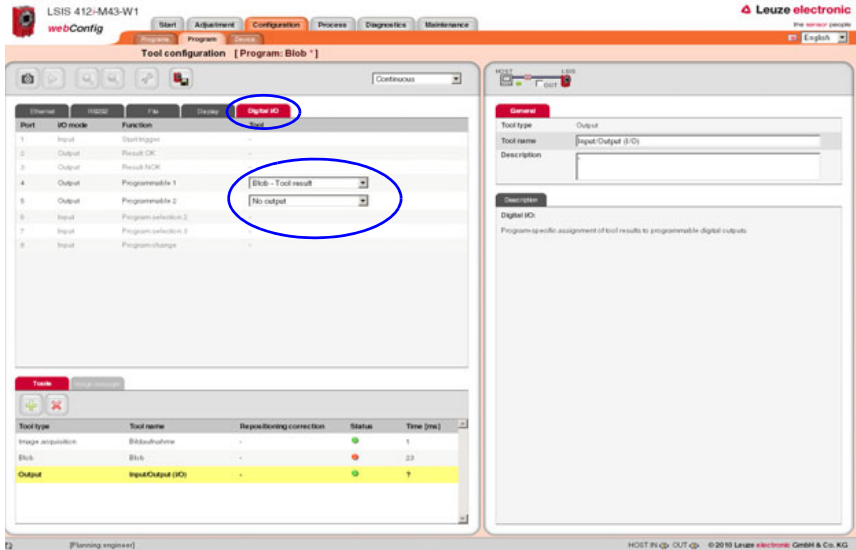 LSIS 412i-M43-W1
webConfig
Leuze electronic
the sensor people
Start Adjustment Configuration Process Diagnostics Maintenance
Programs Program Device
English
Tool configuration [ Program: Blob * ]
Continuous
HOST LSIS
OUT
Ethernet RS232 File Display Digital I/O
Port I/O mode Function Tool
1 Input Start trigger -
2 Output Result OK -
3 Output Result NOK -
4 Output Programmable 1 Blob - Tool result
5 Output Programmable 2 No output
6 Input Program selection 2 -
7 Input Program selection 3 -
8 Input Program change -
General
Tool type Output
Tool name Input/Output (I/O)
Description -
Description
Digital I/O:
Program-specific assignment of tool results to programmable digital outputs.
Tools
Tool type Tool name Repositioning correction Status Time [ms]
Image acquisition Bildaufnahme - 1
Blob Blob - 23
Output Input/Output (I/O) - ?
[Planning engineer]
HOST IN OUT © 2010 Leuze electronic GmbH & Co. KG